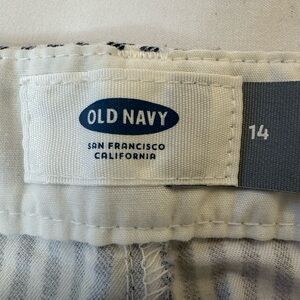 OLD NAVY
SAN FRANCISCO
CALIFORNIA
14